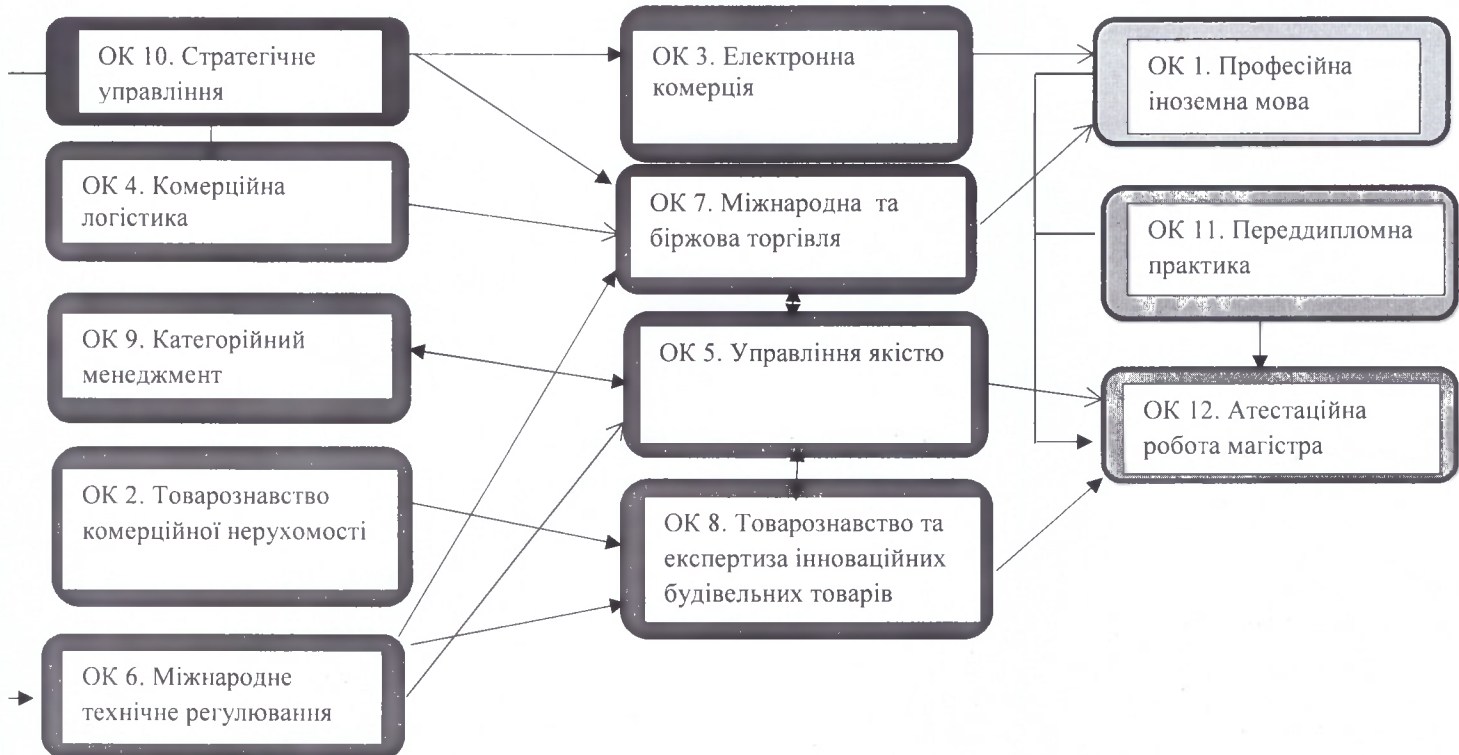 ОК 10. Стратегічне
управління
ОК 4. Комерційна
логістика
ОК 9. Категорійний
менеджмент
ОК 2. Товарознавство
комерційної нерухомості
ОК 6. Міжнародне
технічне регулювання
ОК 3. Електронна
комерція
ОК 7. Міжнародна та
біржова торгівля
ОК 5. Управління якістю
ОК 8. Товарознавство та
експертиза інноваційних
будівельних товарів
ОК 1. Професійна
іноземна мова
ОК 11. Переддипломна
практика
ОК 12. Атестаційна
робота магістра